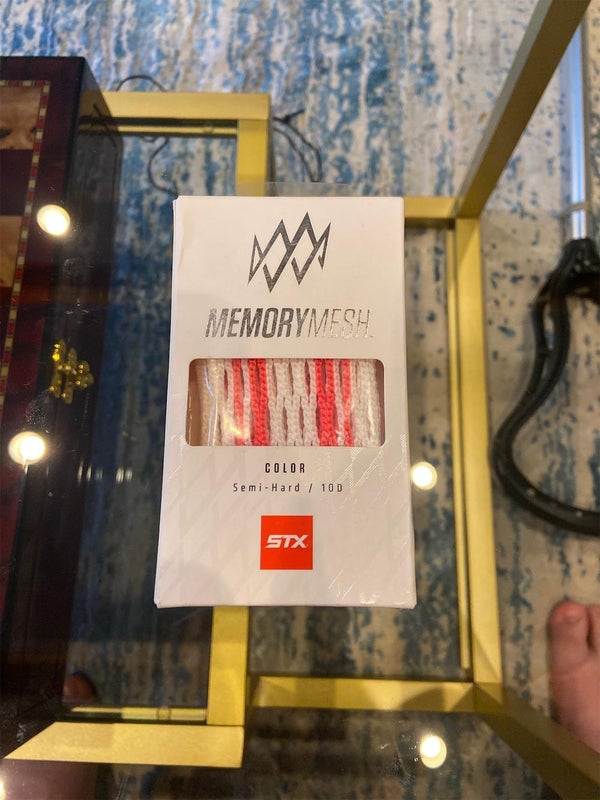 MEMORYMESH
COLOR
Semi-Hard / 10D
STX